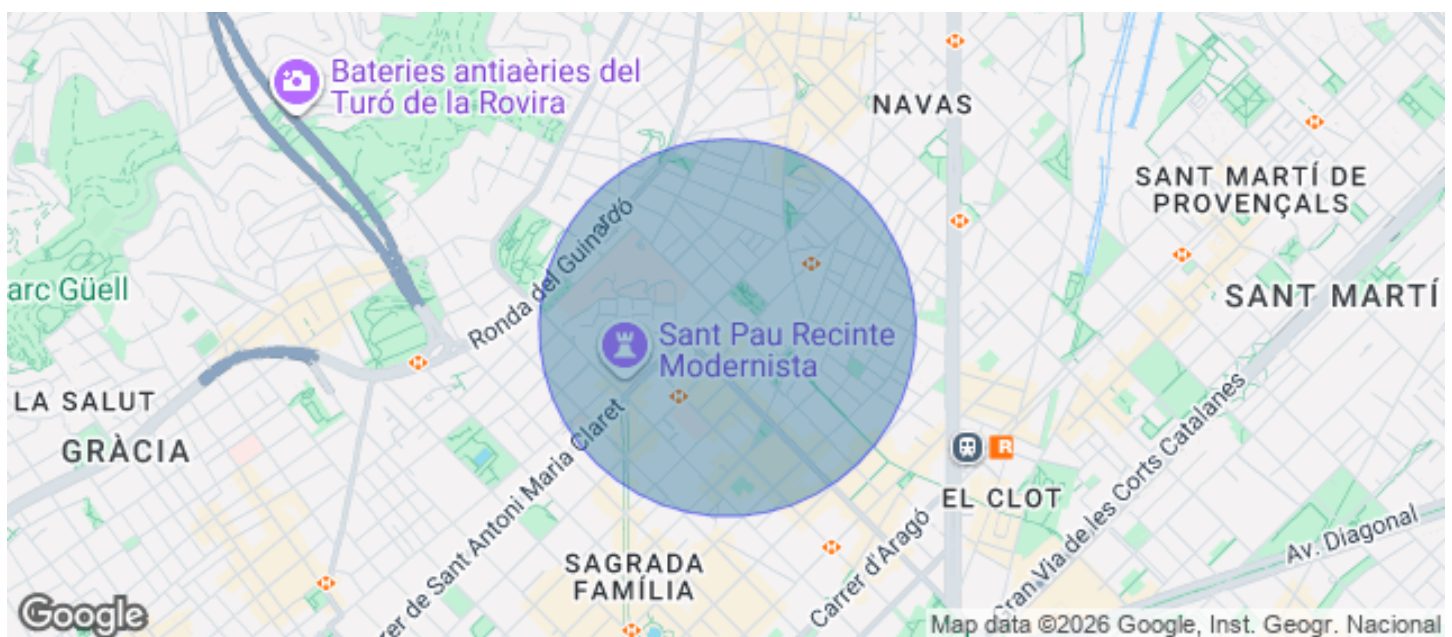 Bateries antiaèries del
Turó de la Rovira
NAVAS
SANT MARTÍ DE
PROVENÇALS
Ronda del Guinardó
arc Güell
SANT MARTÍ
Sant Pau Recinte
Modernista
LA SALUT
GRÀCIA
er de Sant Antoni Maria Claret
R
EL CLOT
Gran Via de les Corts Catalanes
Carrer d'Aragó
Av. Diagonal
SAGRADA
FAMÍLIA
Google
Map data ©2026 Google, Inst. Geogr. Nacional